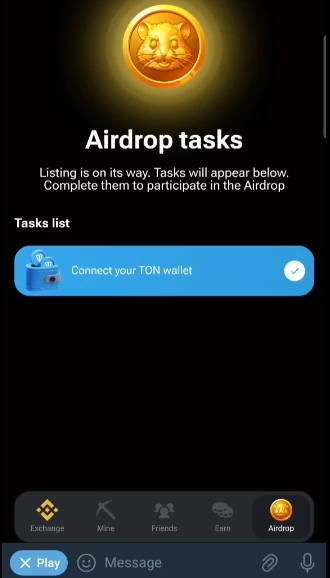 Airdrop tasks
Listing is on its way. Tasks will appear below.
Complete them to participate in the Airdrop
Tasks list
Connect your TON wallet
Exchange
Mine
Friends
Earn
Airdrop
Play
Message